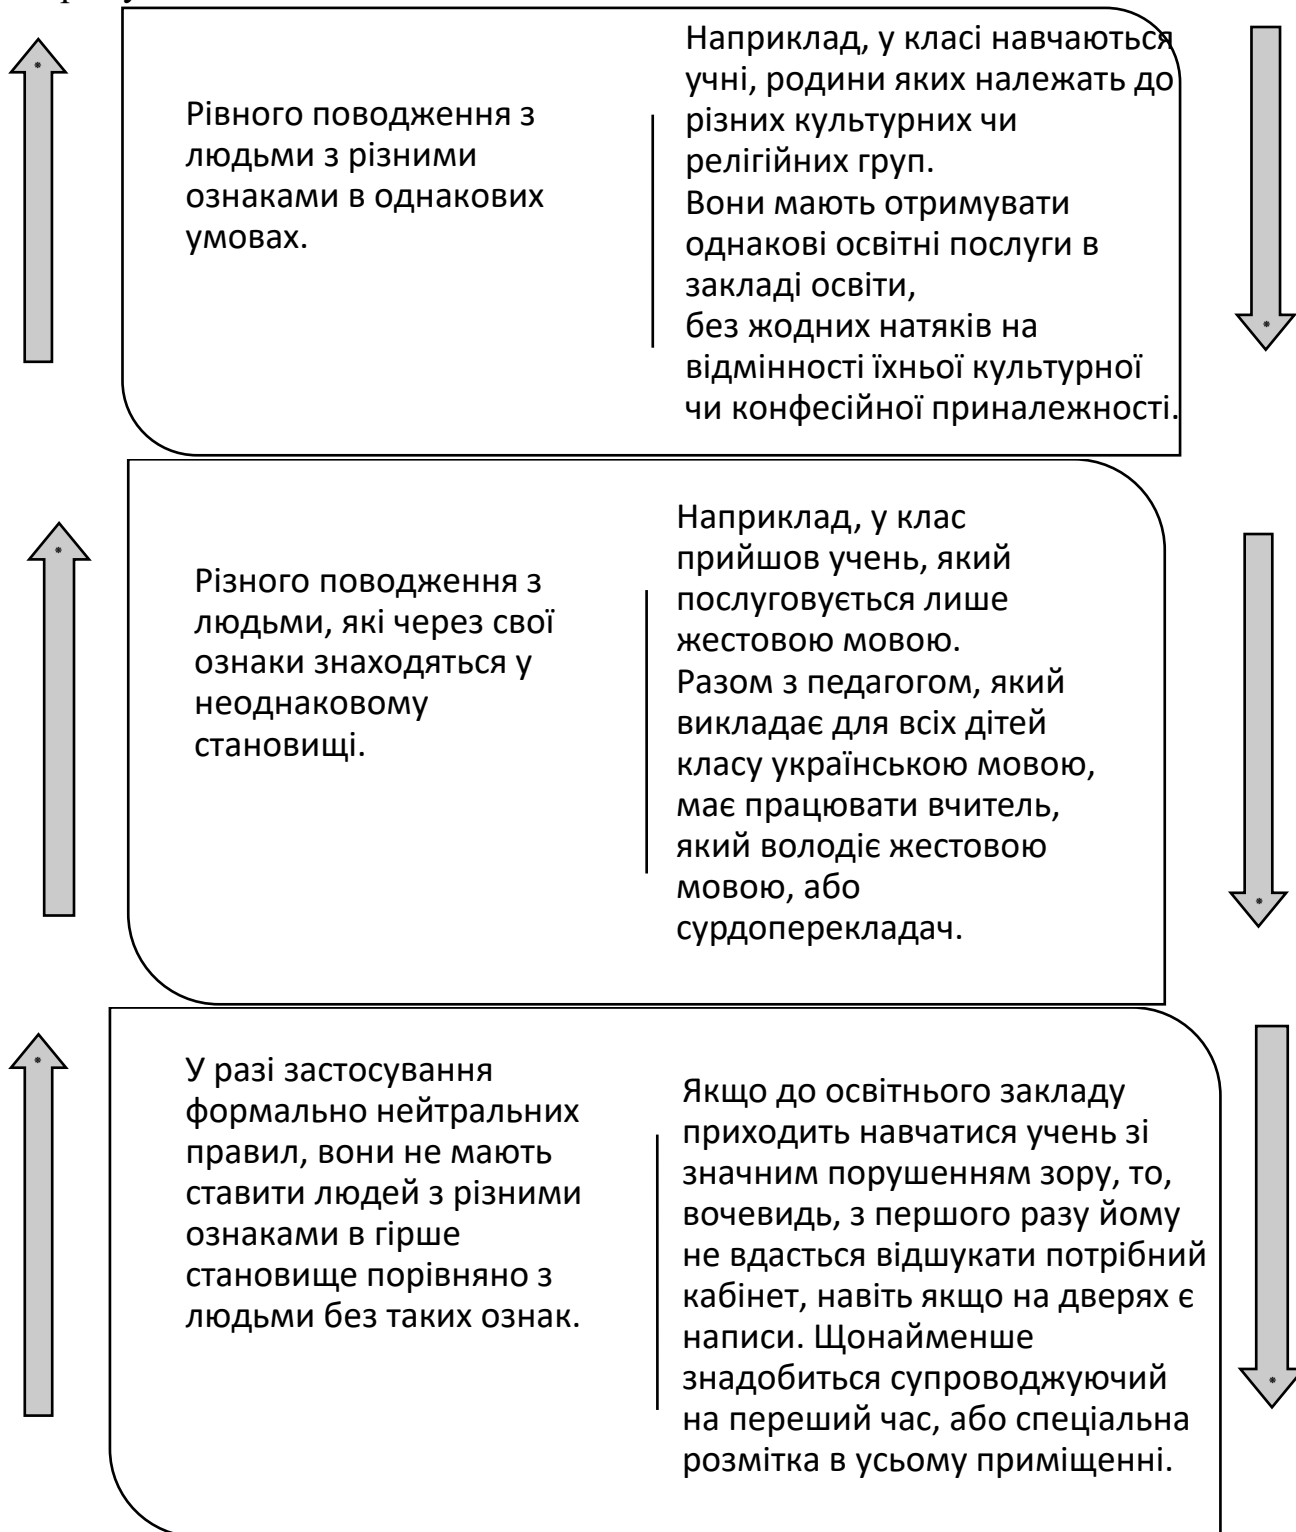 Рівного поводження з
людьми з різними
ознаками в однакових
умовах.
Наприклад, у класі навчаються
учні, родини яких належать до
різних культурних чи
релігійних груп.
Вони мають отримувати
однакові освітні послуги в
закладі освіти,
без жодних натяків на
відмінності їхньої культурної
чи конфесійної приналежності.
Різного поводження з
людьми, які через свої
ознаки знаходяться у
неоднаковому
становищі.
Наприклад, у клас
прийшов учень, який
послуговується лише
жестовою мовою.
Разом з педагогом, який
викладає для всіх дітей
класу українською мовою,
має працювати вчитель,
який володіє жестовою
мовою, або
сурдоперекладач.
У разі застосування
формально нейтральних
правил, вони не мають
ставити людей з різними
ознаками в гірше
становище порівняно з
людьми без таких ознак.
Якщо до освітнього закладу
приходить навчатися учень зі
значним порушенням зору, то,
вочевидь, з першого разу йому
не вдасться відшукати потрібний
кабінет, навіть якщо на дверях є
написи. Щонайменше
знадобиться супроводжуючий
на переший час, або спеціальна
розмітка в усьому приміщенні.